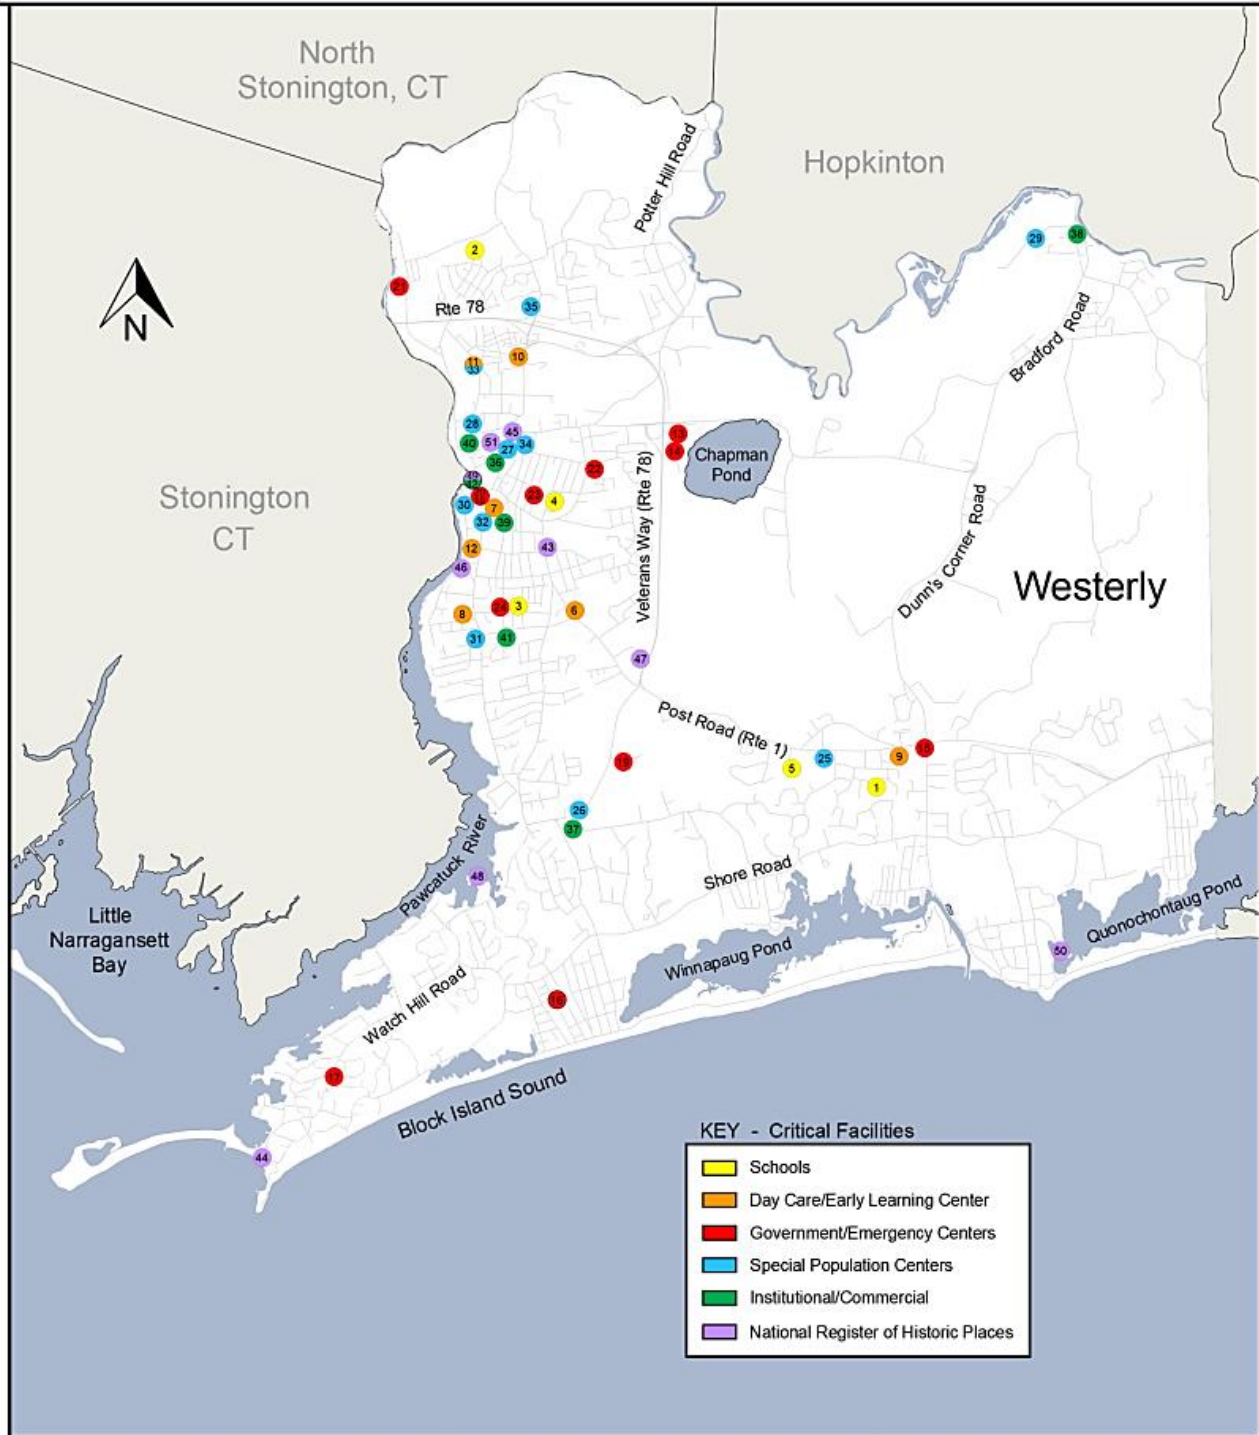 North
Stonington, CT
Hopkinton
Potter Hill Road
2
29
38
21
N
Rte 78
35
Bradford Road
10
11
33
28
45
40
51
27
34
13
14
36
22
Chapman
Pond
Stonington
CT
23
4
30
7
32
39
Veterans Way (Rte 78)
Dunn's Corner Road
12
43
46
Westerly
8
24
3
6
31
41
47
Post Road (Rte 1)
5
25
9
15
1
19
26
37
Pawcatuck River
48
Shore Road
Little
Narragansett
Bay
Quonochontaug Pond
50
Winnapaug Pond
Watch Hill Road
16
17
Block Island Sound
44
KEY - Critical Facilities
Schools
Day Care/Early Learning Center
Government/Emergency Centers
Special Population Centers
Institutional/Commercial
National Register of Historic Places